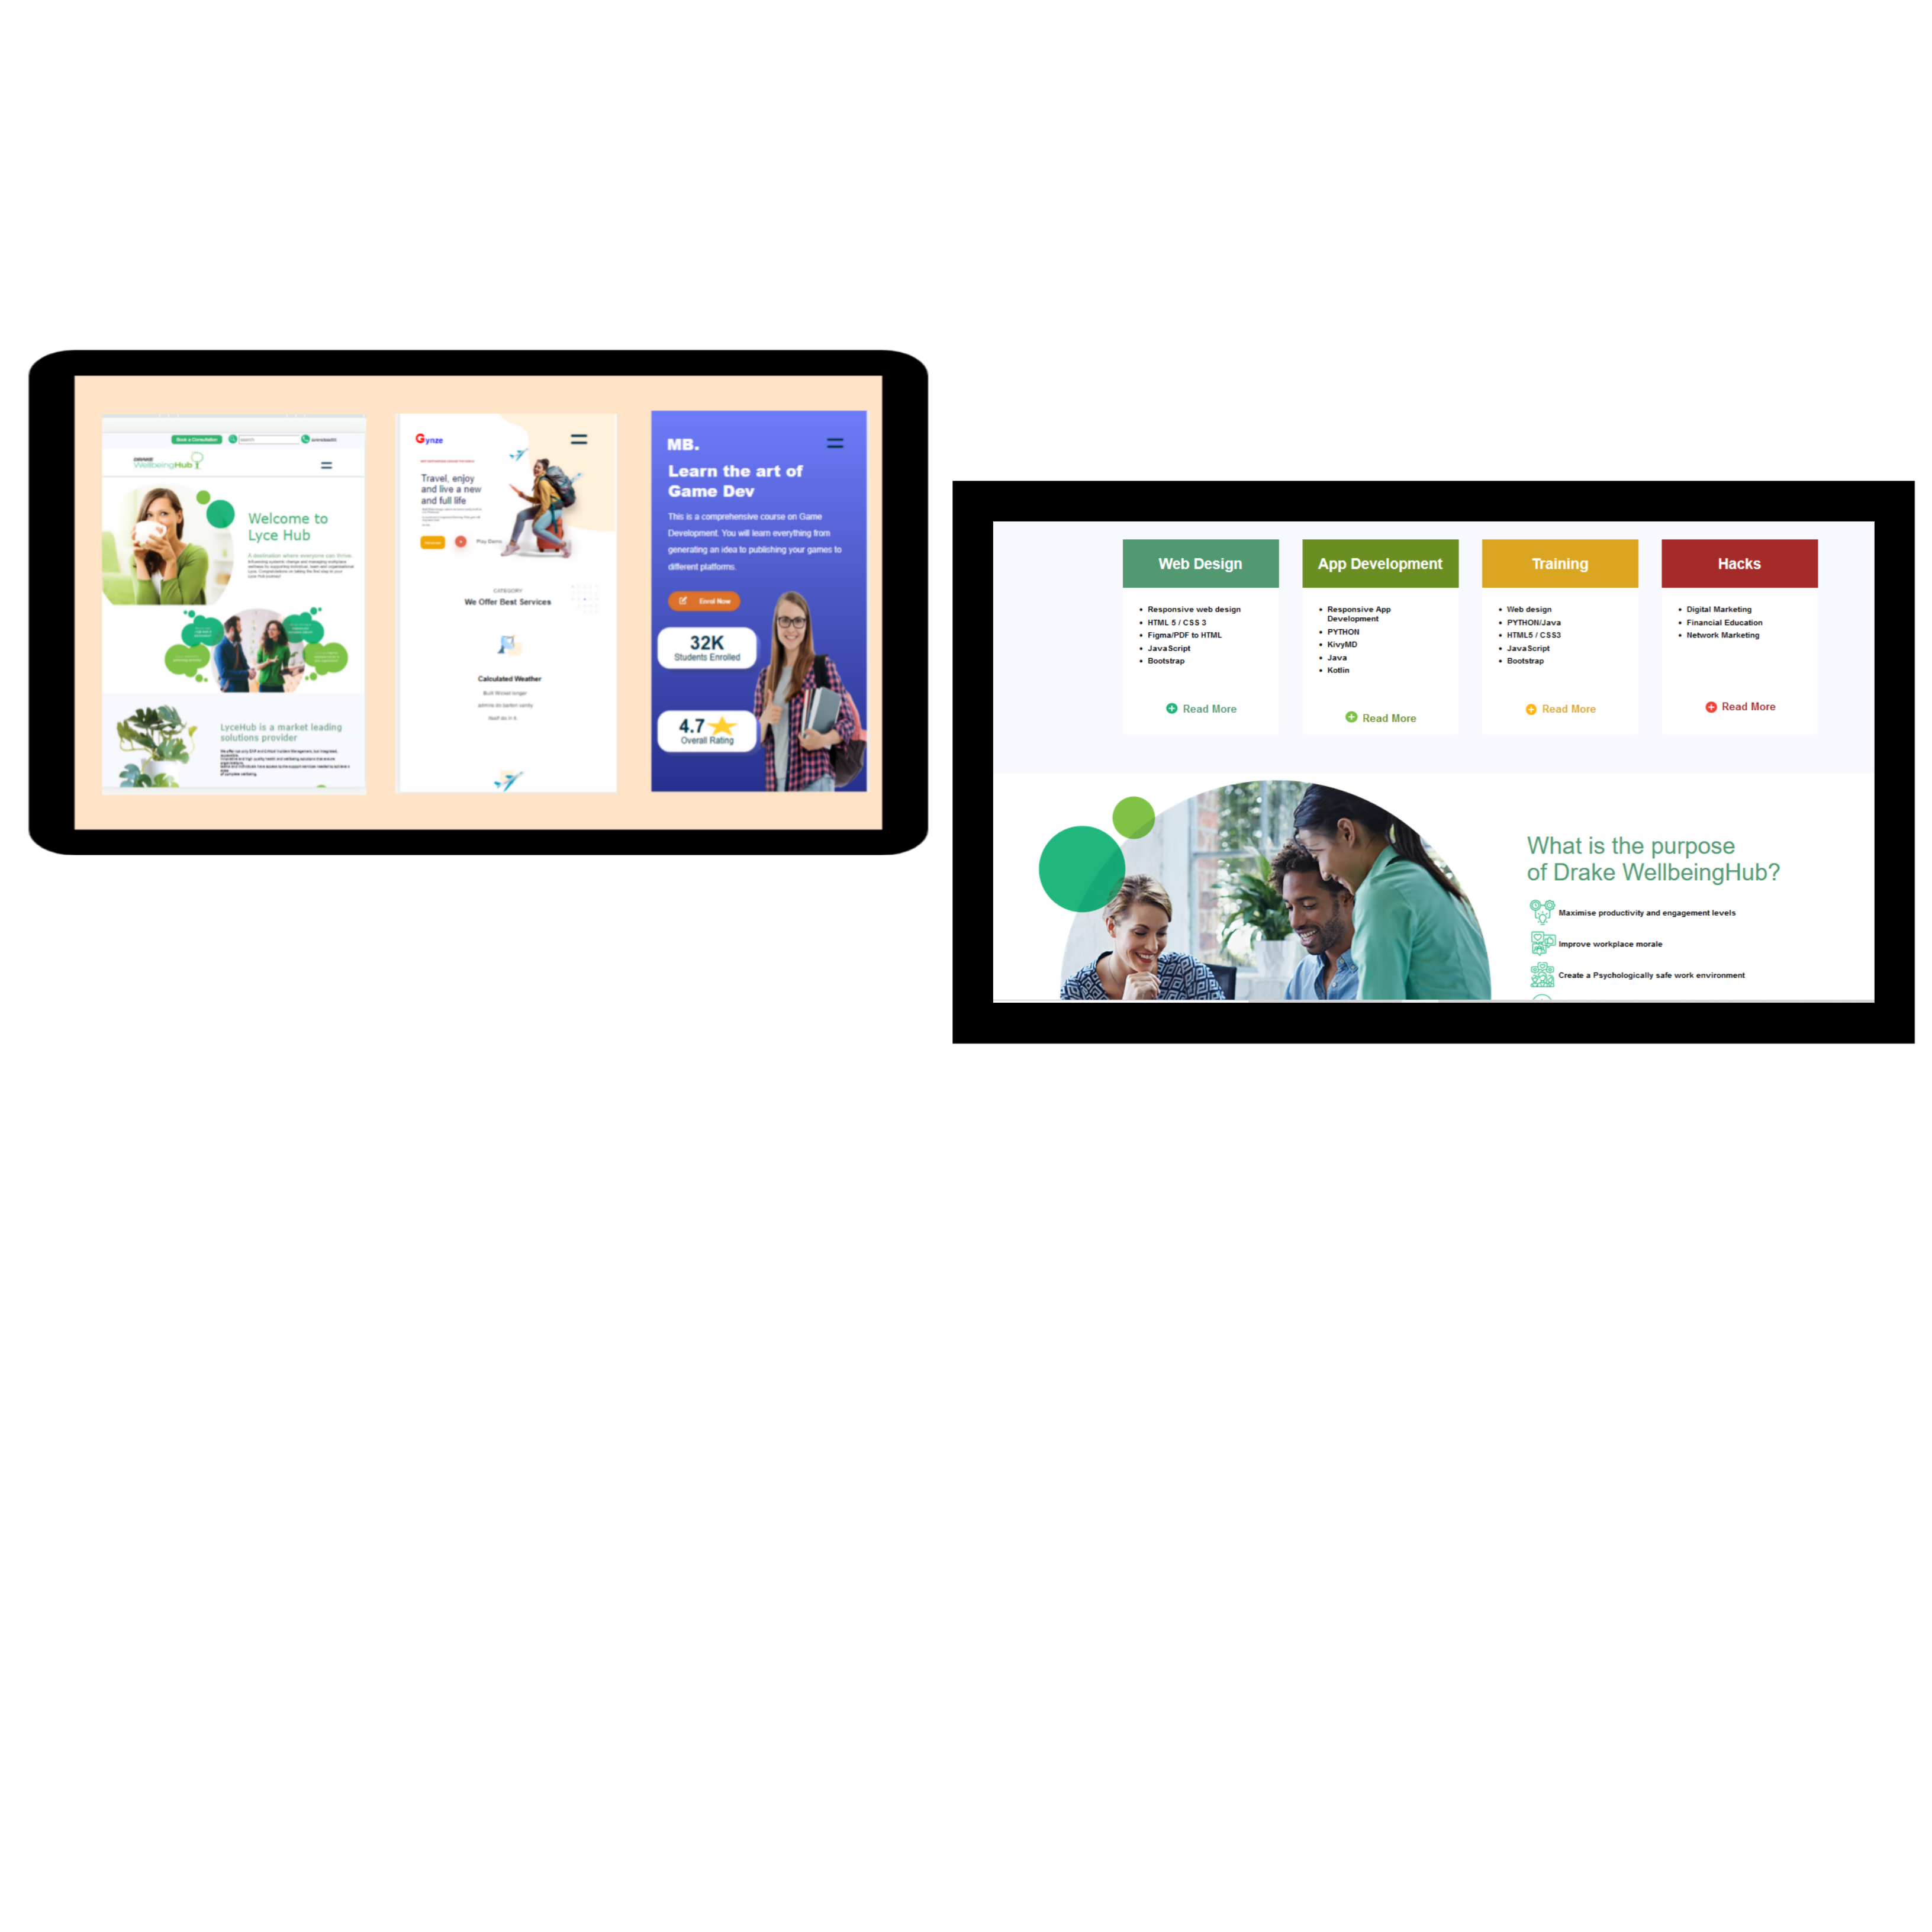 Book a Consultation
search
DRAKE
WellbeingHub
Welcome to
Lyce Hub
A destination where everyone can thrive.
LyceHub is a market leading
solutions provider
Gynze
Travel, enjoy
and live a new
and full life
Play Demo
CATEGORY
We Offer Best Services
Calculated Weather
Built Wicket longer
admire do barton vanity
itself do in it.
MB.
Learn the art of
Game Dev
This is a comprehensive course on Game
Development. You will learn everything from
generating an idea to publishing your games to
different platforms.
Enrol Now
32K
Students Enrolled
4.7
Overall Rating
Web Design
• Responsive web design
• HTML 5 / CSS 3
• Figma/PDF to HTML
• JavaScript
• Bootstrap
Read More
App Development
• Responsive App
Development
• PYTHON
• KivyMD
• Java
• Kotlin
Read More
Training
• Web design
• PYTHON/Java
• HTML5 / CSS3
• JavaScript
• Bootstrap
Read More
Hacks
• Digital Marketing
• Financial Education
• Network Marketing
Read More
What is the purpose
of Drake WellbeingHub?
Maximise productivity and engagement levels
Improve workplace morale
Create a Psychologically safe work environment